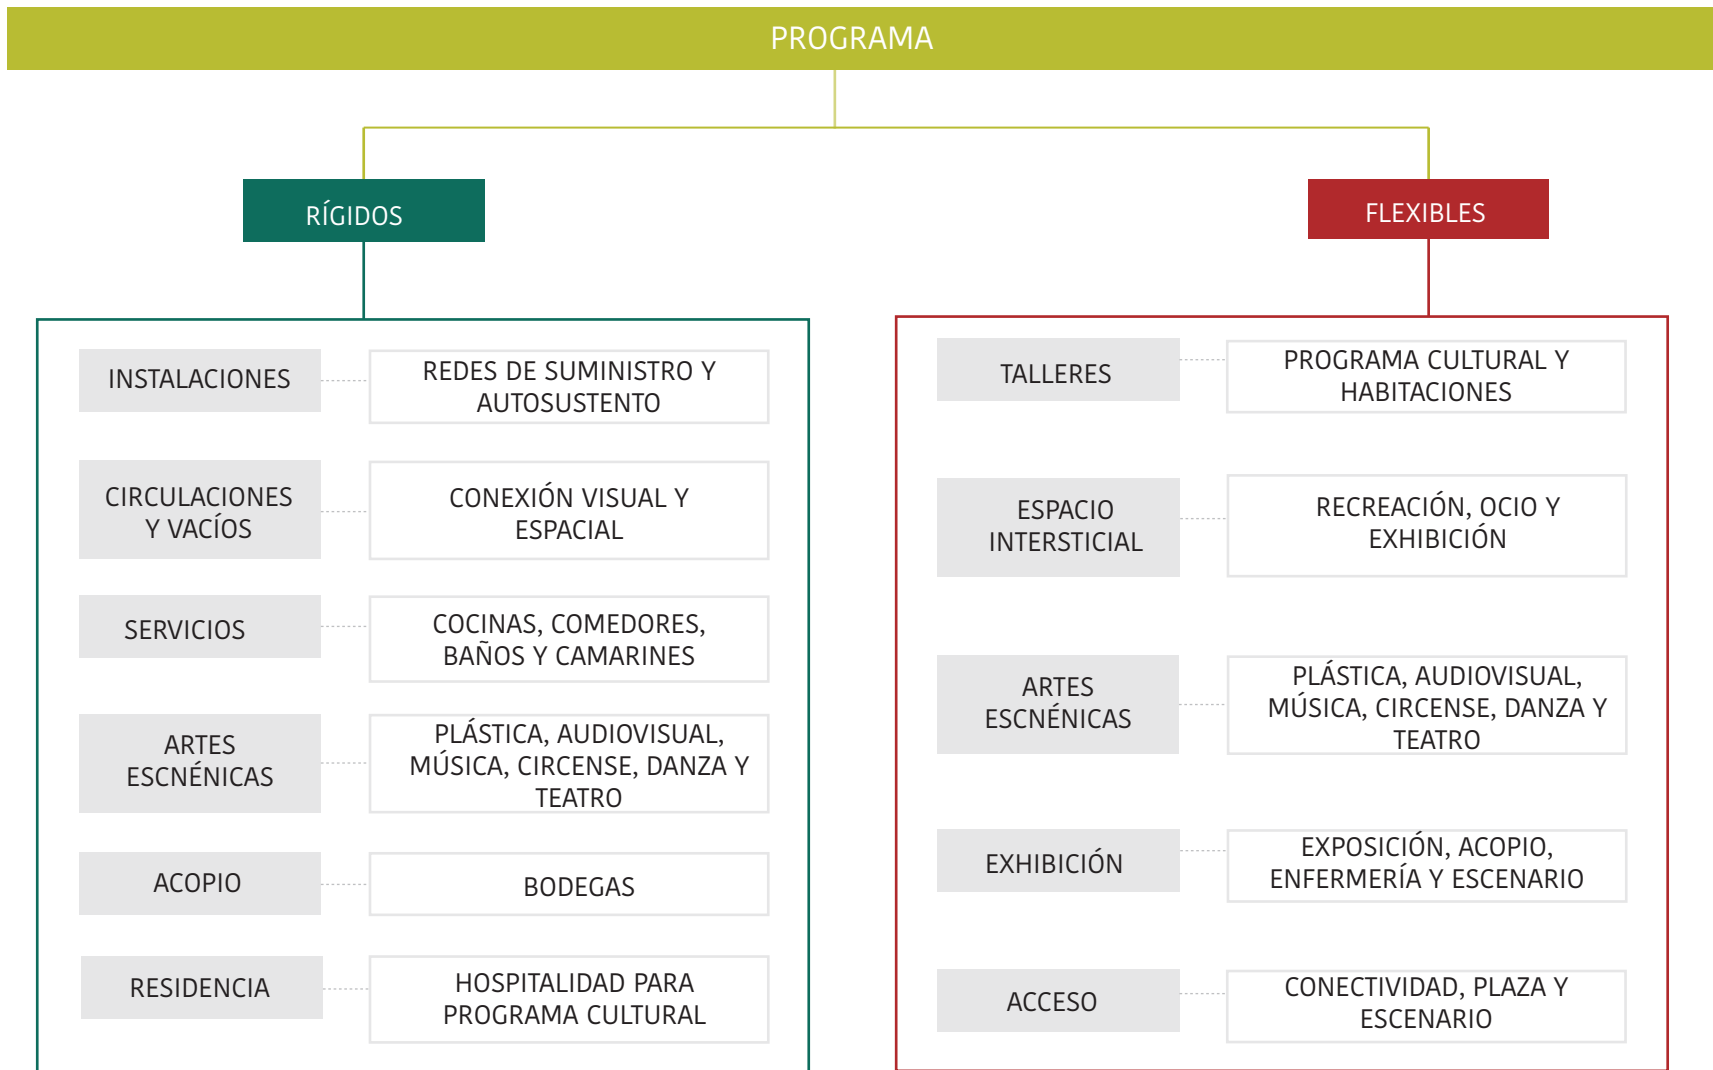 PROGRAMA
RÍGIDOS
INSTALACIONES
REDES DE SUMINISTRO Y
AUTOSUSTENTO
CIRCULACIONES
Y VACÍOS
CONEXIÓN VISUAL Y
ESPACIAL
SERVICIOS
COCINAS, COMEDORES,
BAÑOS Y CAMARINES
ARTES
ESCNÉNICAS
PLÁSTICA, AUDIOVISUAL,
MÚSICA, CIRCENSE, DANZA Y
TEATRO
ACOPIO
BODEGAS
RESIDENCIA
HOSPITALIDAD PARA
PROGRAMA CULTURAL
FLEXIBLES
TALLERES
PROGRAMA CULTURAL Y
HABITACIONES
ESPACIO
INTERSTICIAL
RECREACIÓN, OCIO Y
EXHIBICIÓN
ARTES
ESCNÉNICAS
PLÁSTICA, AUDIOVISUAL,
MÚSICA, CIRCENSE, DANZA Y
TEATRO
EXHIBICIÓN
EXPOSICIÓN, ACOPIO,
ENFERMERÍA Y ESCENARIO
ACCESO
CONECTIVIDAD, PLAZA Y
ESCENARIO